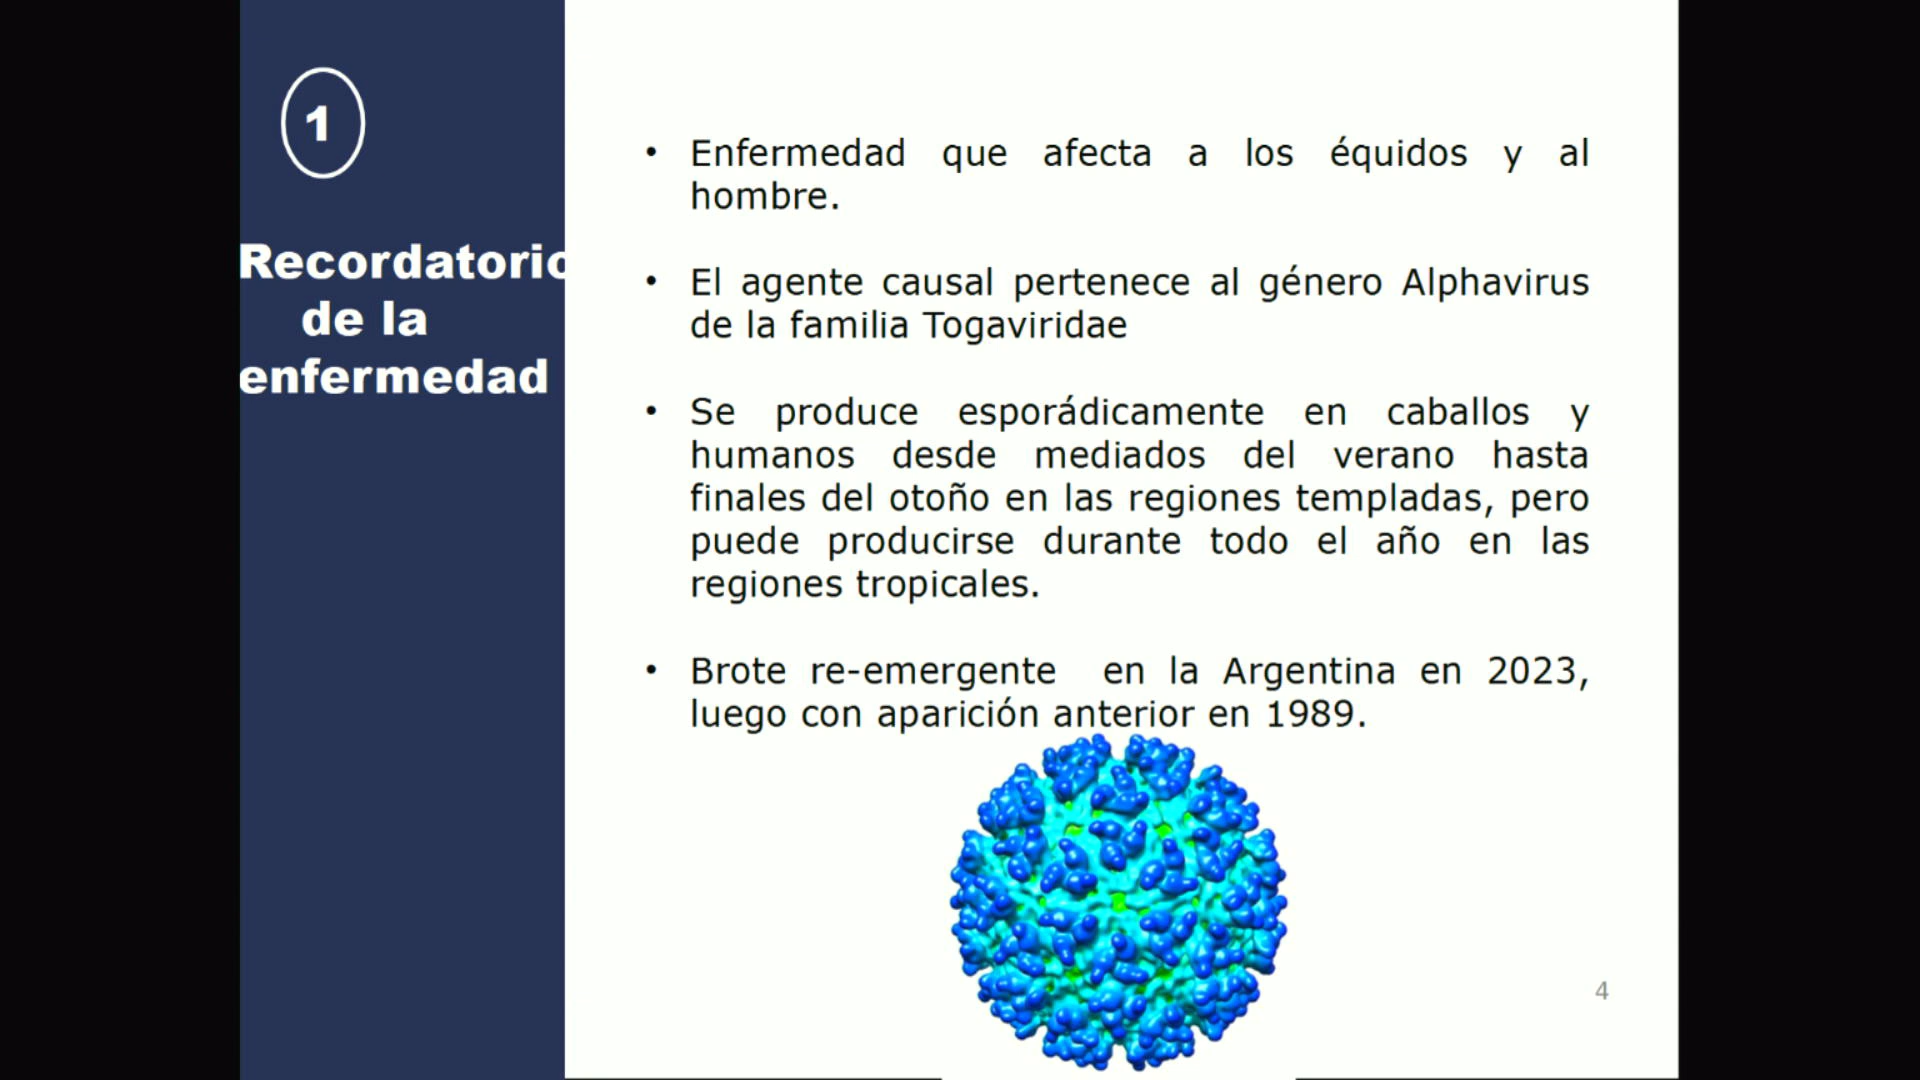 1
Recordatorio
de la
enfermedad
• Enfermedad que afecta a los équidos y al
hombre.
• El agente causal pertenece al género Alphavirus
de la familia Togaviridae
• Se produce esporádicamente en caballos y
humanos desde mediados del verano hasta
finales del otoño en las regiones templadas, pero
puede producirse durante todo el año en las
regiones tropicales.
• Brote re-emergente en la Argentina en 2023,
luego con aparición anterior en 1989.
4